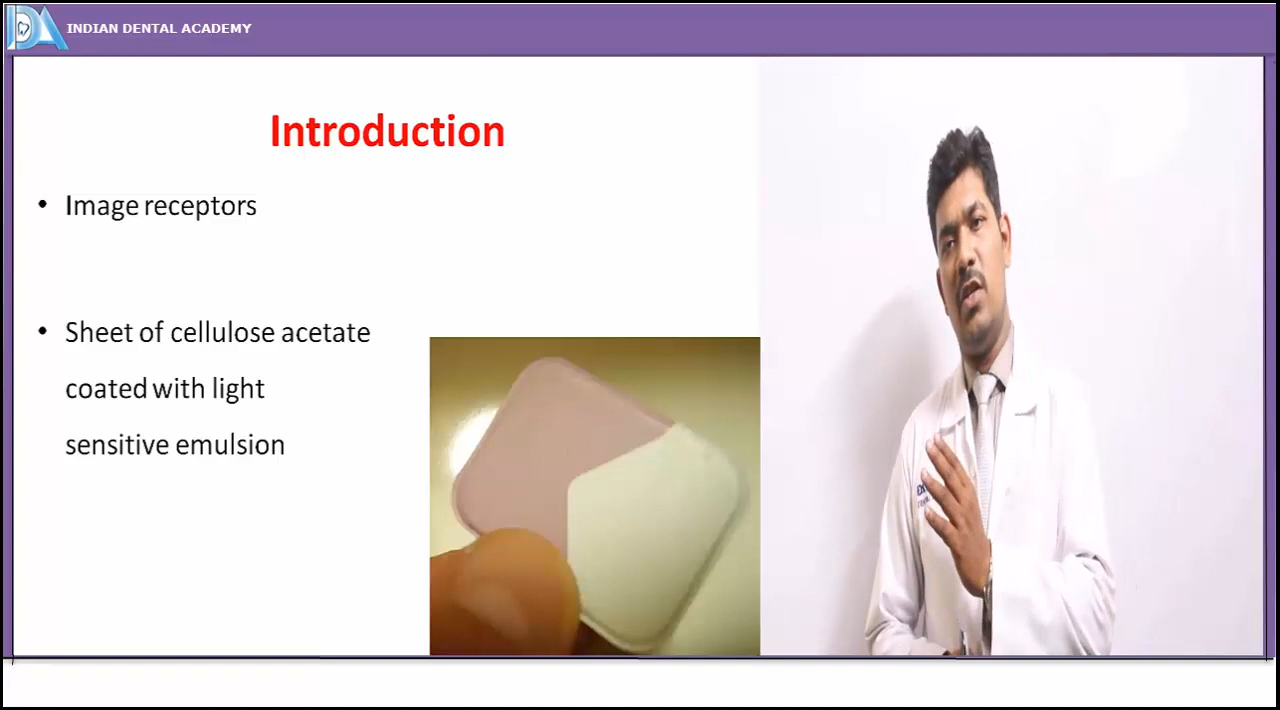 INDIAN DENTAL ACADEMY
Introduction
• Image receptors
• Sheet of cellulose acetate
coated with light
sensitive emulsion